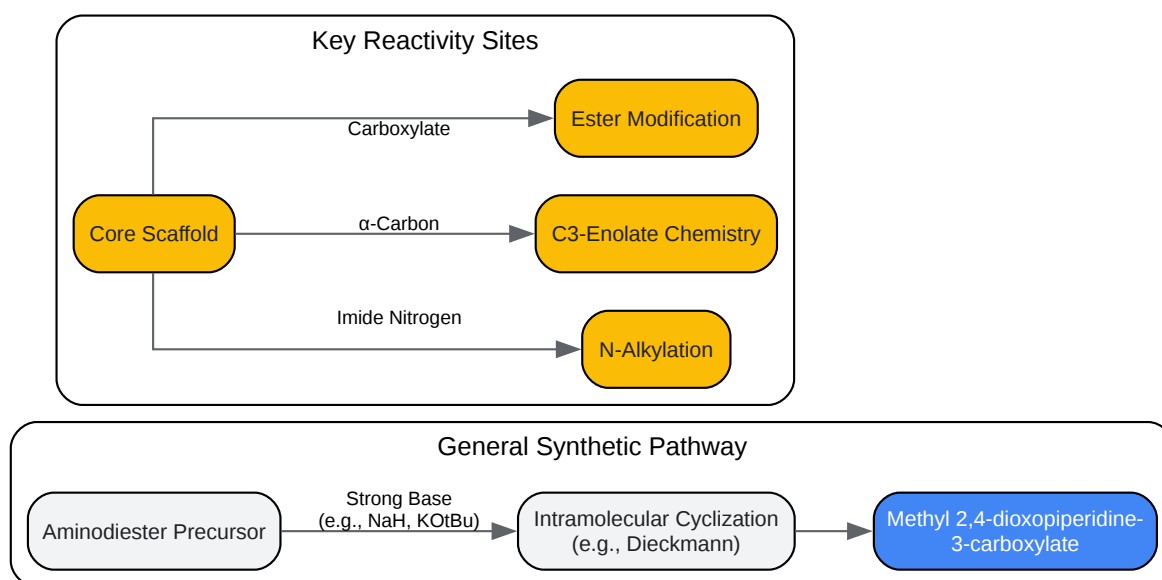 Key Reactivity Sites
Carboxylate
Ester Modification
Core Scaffold
α-Carbon
C3-Enolate Chemistry
Imide Nitrogen
N-Alkylation
General Synthetic Pathway
Aminodiester Precursor
Strong Base
(e.g., NaH, KOtBu)
Intramolecular Cyclization
(e.g., Dieckmann)
Methyl 2,4-dioxopiperidine-
3-carboxylate